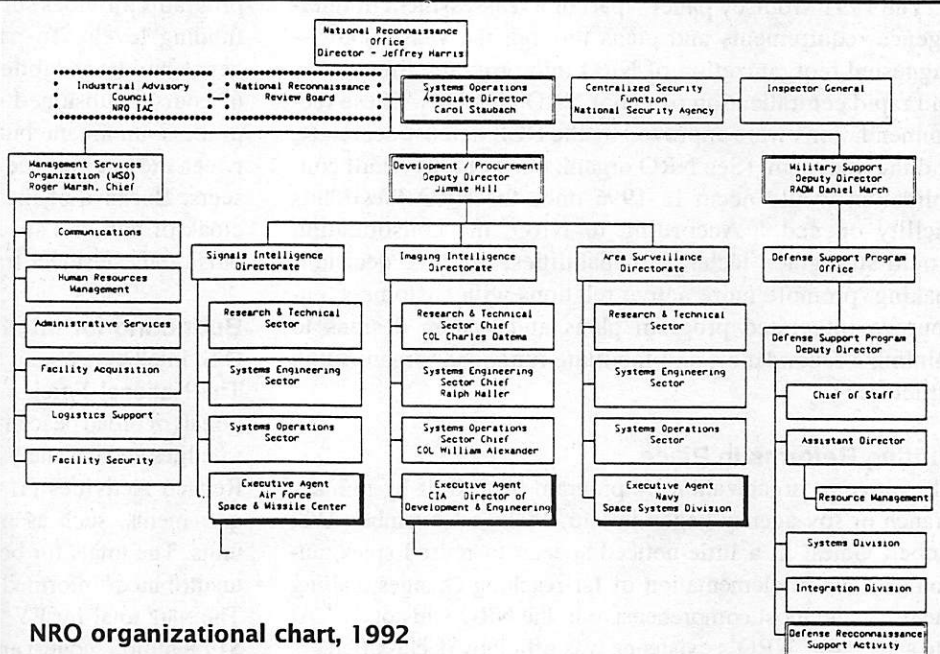 National Reconnaissance
Office
Director Jeffrey Harris
Industrial Advisory
Council
NRO IAC
National Reconnaissance
Review Board
Systems Operations
Associate Director
Carol Staubach
Centralized Security
Function
National Security Agency
Inspector General
Management Services
Organization (WSO)
Roger Marsh, Chief
Development & Procurement
Deputy Director
Jimmie Hill
Military Support
Deputy Director
RADM Daniel March
Communications
Human Resources
Management
Administrative Services
Facility Acquisition
Logistics Support
Facility Security
Signals Intelligence
Directorate
Research & Technical
Sector
Systems Engineering
Sector
Systems Operations
Sector
Executive Agent
Air Force
Space & Missile Center
Imaging Intelligence
Directorate
Research & Technical
Sector Chief
COL Charles Datema
Systems Engineering
Sector Chief
Ralph Haller
Systems Operations
Sector Chief
COL William Alexander
Executive Agent
CIA Director of
Development & Engineering
Area Surveillance
Directorate
Research & Technical
Sector
Systems Engineering
Sector
Systems Operations
Sector
Executive Agent
Navy
Space Systems Division
Defense Support Program
Office
Defense Support Program
Deputy Director
Chief of Staff
Assistant Director
Resource Management
Systems Division
Integration Division
Defense Reconnaissance
Support Activity
NRO organizational chart, 1992